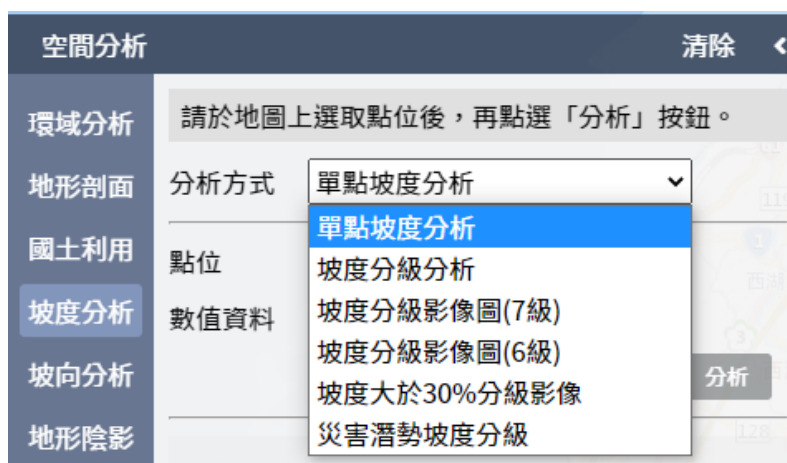 空間分析 清除
環域分析
請於地圖上選取點位後，再點選「分析」按鈕。
地形剖面
分析方式 單點坡度分析
單點坡度分析
國土利用
點位
坡度分級分析
坡度分析
數值資料
坡度分級影像圖(7級)
坡度分級影像圖(6級)
坡向分析
坡度大於30%分級影像
分析
地形陰影
災害潛勢坡度分級